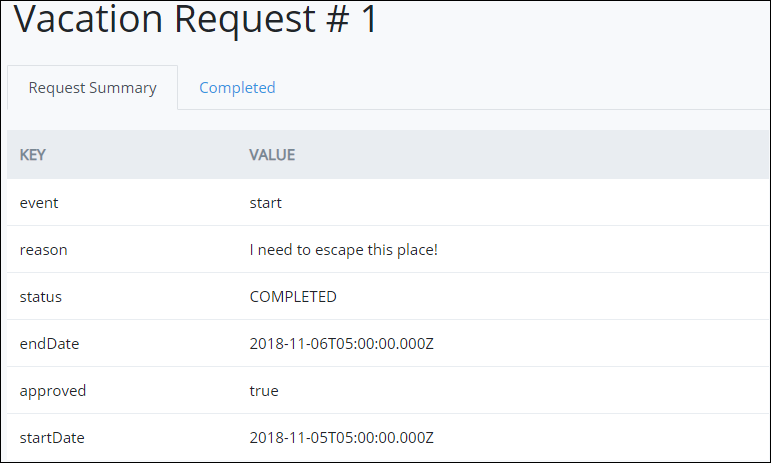 Vacation Request # 1
Request Summary Completed
KEY VALUE
event start
reason I need to escape this place!
status COMPLETED
endDate 2018-11-06T05:00:00.000Z
approved true
startDate 2018-11-05T05:00:00.000Z